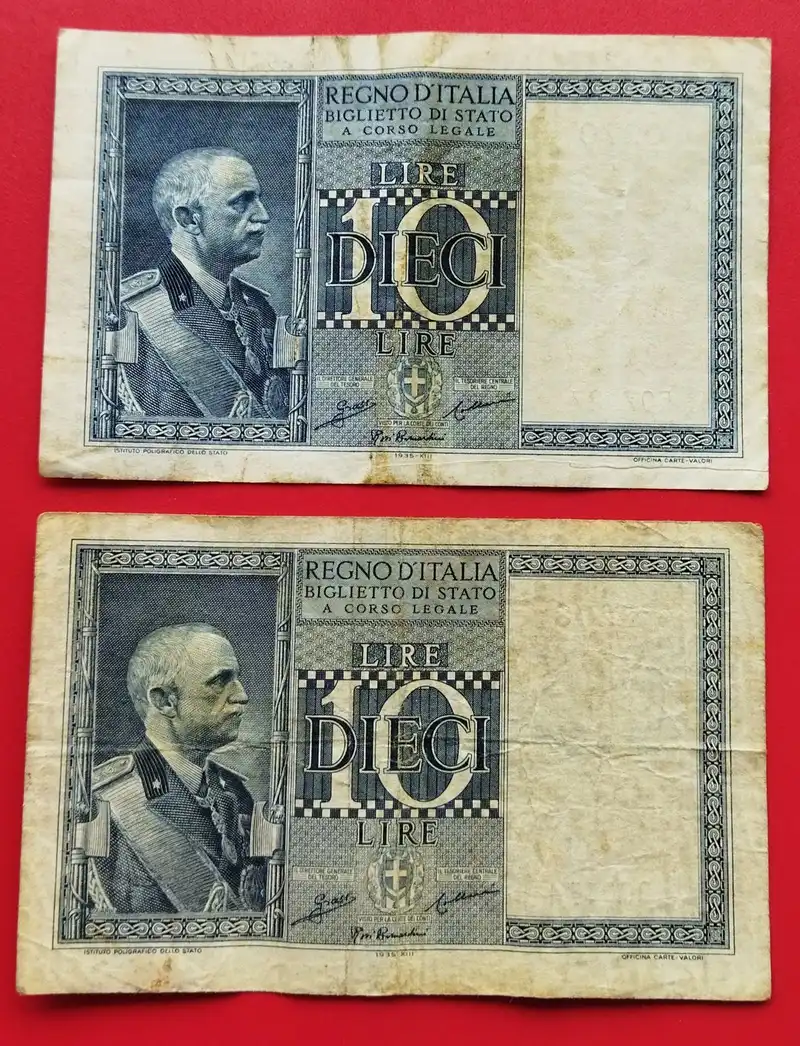 REGNO D'ITALIA
BIGLIETTO DI STATO
A CORSO LEGALE
LIRE
10
DIECI
LIRE
IL DIRETTORE GENERALE
DEL TESORO
IL TESORIERE CENTRALE
DEL REGNO
VISTO PER LA CORTE DEI CONTI
ISTITUTO POLIGRAFICO DELLO STATO
1935-XIII
OFFICINA CARTE-VALORI
REGNO D'ITALIA
BIGLIETTO DI STATO
A CORSO LEGALE
LIRE
10
DIECI
LIRE
IL DIRETTORE GENERALE
DEL TESORO
IL TESORIERE CENTRALE
DEL REGNO
VISTO PER LA CORTE DEI CONTI
ISTITUTO POLIGRAFICO DELLO STATO
1935-XIII
OFFICINA CARTE-VALORI